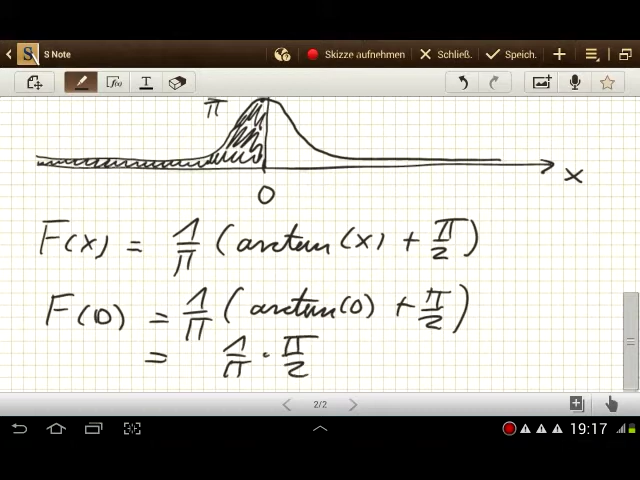 S Note
Skizze aufnehmen
Schließ.
Speich.
f(x)
T
π
0
x
F(x) = 1/π (arctan(x) + π/2)
F(0) = 1/π (arctan(0) + π/2)
= 1/π · π/2
2/2
19:17